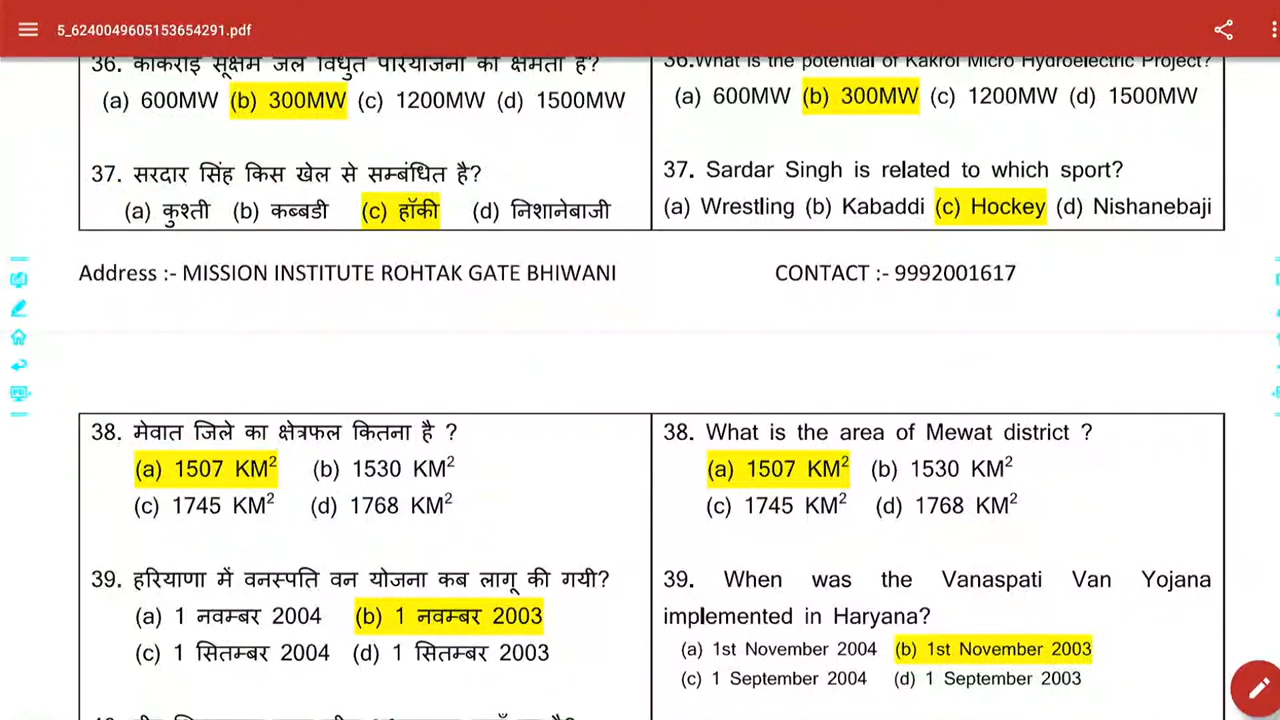 5_6240049605153654291.pdf
36. काकराई सूक्षम जल विधुत परियोजना की क्षमता है?
(a) 600MW (b) 300MW (c) 1200MW (d) 1500MW
37. सरदार सिंह किस खेल से सम्बंधित है?
(a) कुश्ती (b) कब्बडी (c) हॉकी (d) निशानेबाजी
36.What is the potential of Kakroi Micro Hydroelectric Project?
(a) 600MW (b) 300MW (c) 1200MW (d) 1500MW
37. Sardar Singh is related to which sport?
(a) Wrestling (b) Kabaddi (c) Hockey (d) Nishanebaji
Address :- MISSION INSTITUTE ROHTAK GATE BHIWANI CONTACT :- 9992001617
38. मेवात जिले का क्षेत्रफल कितना है ?
(a) 1507 KM² (b) 1530 KM²
(c) 1745 KM² (d) 1768 KM²
39. हरियाणा में वनस्पति वन योजना कब लागू की गयी?
(a) 1 नवम्बर 2004 (b) 1 नवम्बर 2003
(c) 1 सितम्बर 2004 (d) 1 सितम्बर 2003
38. What is the area of Mewat district ?
(a) 1507 KM² (b) 1530 KM²
(c) 1745 KM² (d) 1768 KM²
39. When was the Vanaspati Van Yojana
implemented in Haryana?
(a) 1st November 2004 (b) 1st November 2003
(c) 1 September 2004 (d) 1 September 2003